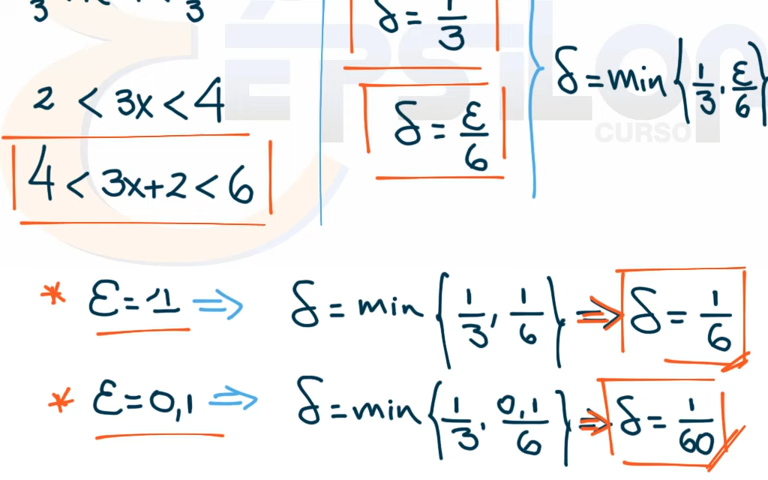 δ = 1/3
2 < 3x < 4
4 < 3x+2 < 6
δ = ε/6
δ = min {1/3, ε/6}
ÉPSILON
CURSO
* ε = 1 ⇒ δ = min {1/3, 1/6} ⇒ δ = 1/6
* ε = 0,1 ⇒ δ = min {1/3, 0,1/6} ⇒ δ = 1/60